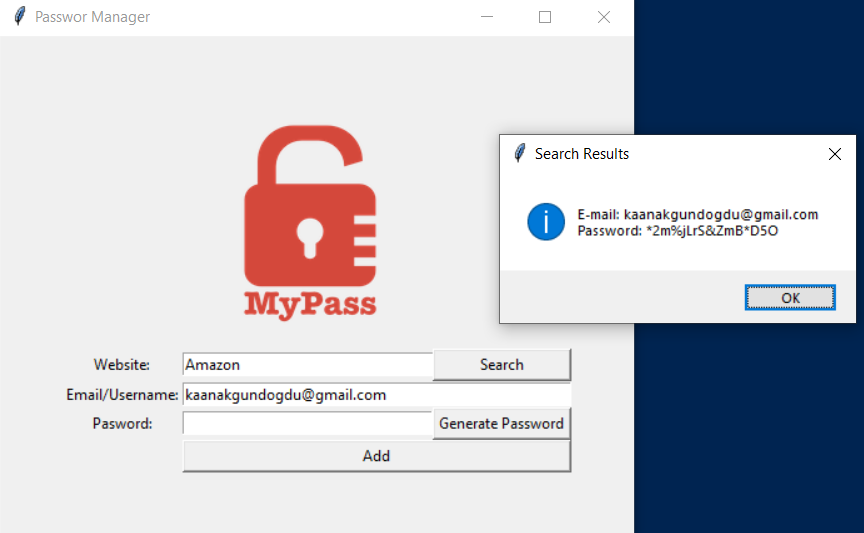 Passwor Manager
MyPass
Website:
Amazon
Search
Email/Username:
kaanakgundogdu@gmail.com
Pasword:
Generate Password
Add
Search Results
E-mail: kaanakgundogdu@gmail.com
Password: *2m%jLrS&ZmB*D5O
OK